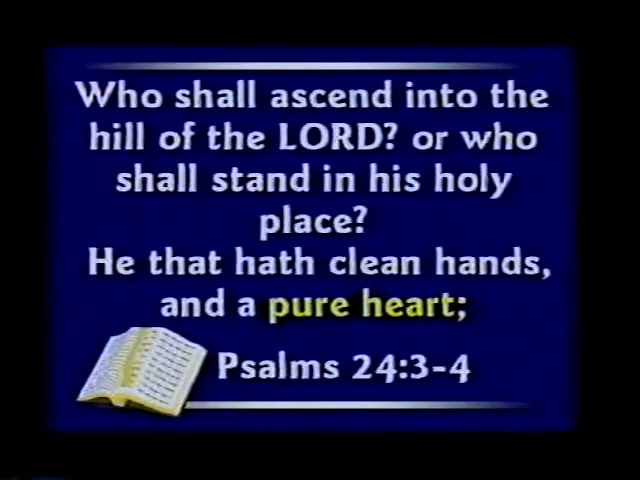 Who shall ascend into the
hill of the LORD? or who
shall stand in his holy
place?
He that hath clean hands,
and a pure heart;
Psalms 24:3-4